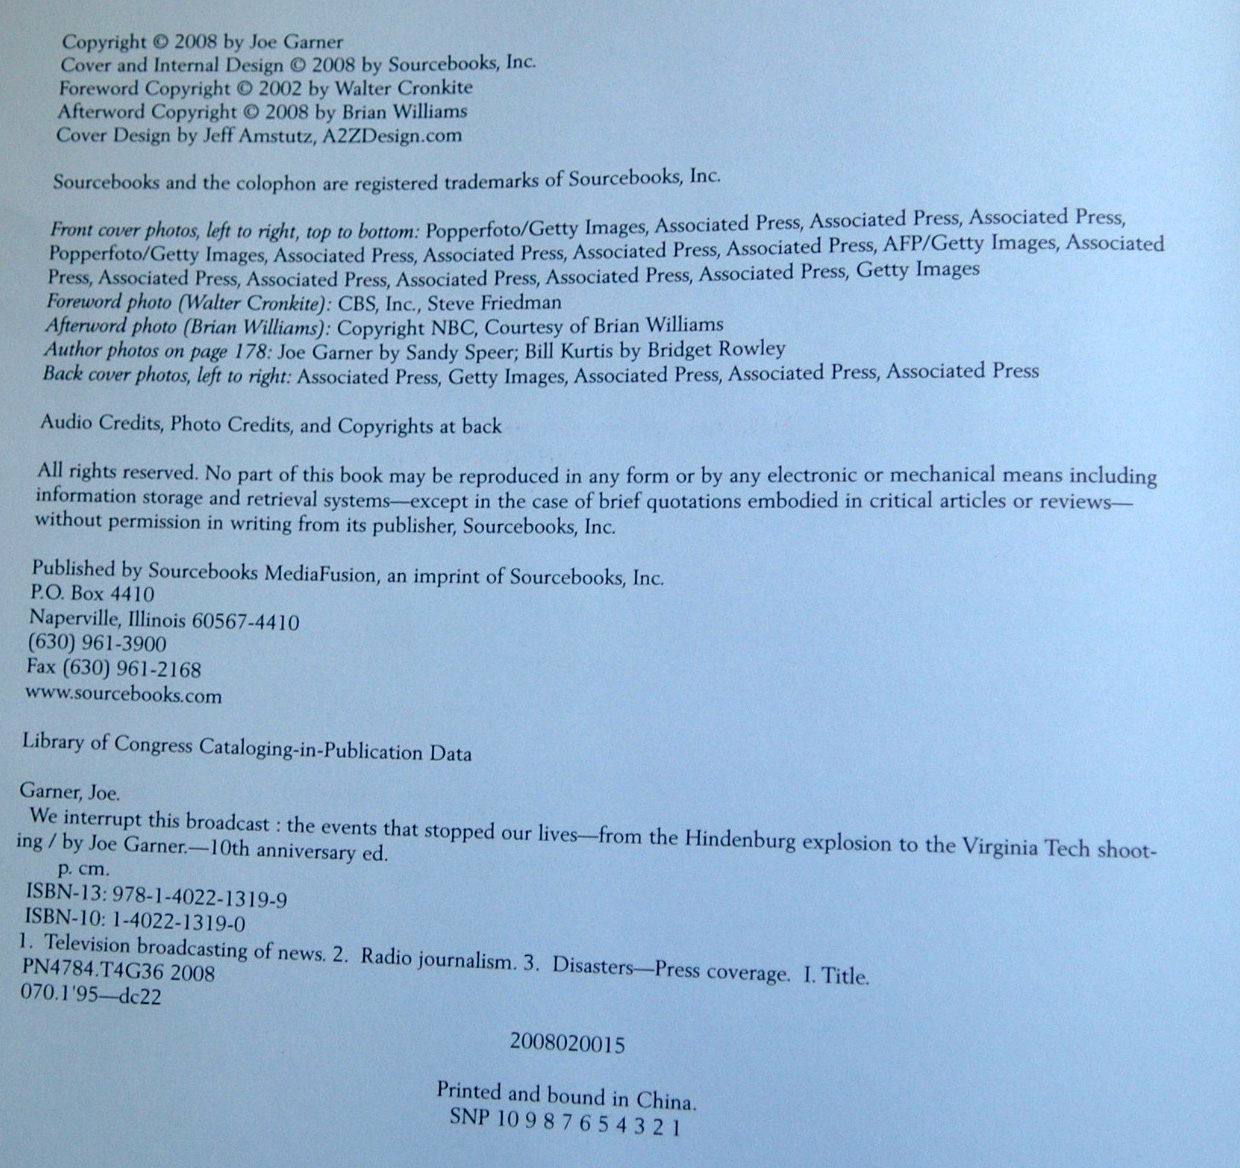 Copyright © 2008 by Joe Garner
Cover and Internal Design © 2008 by Sourcebooks, Inc.
Foreword Copyright © 2002 by Walter Cronkite
Afterword Copyright © 2008 by Brian Williams
Cover Design by Jeff Amstutz, A2ZDesign.com
Sourcebooks and the colophon are registered trademarks of Sourcebooks, Inc.
Front cover photos, left to right, top to bottom: Popperfoto/Getty Images, Associated Press, Associated Press, Associated Press,
Popperfoto/Getty Images, Associated Press, Associated Press, Associated Press, Associated Press, AFP/Getty Images, Associated
Press, Associated Press, Associated Press, Associated Press, Associated Press, Associated Press, Getty Images
Foreword photo (Walter Cronkite): CBS, Inc., Steve Friedman
Afterword photo (Brian Williams): Copyright NBC, Courtesy of Brian Williams
Author photos on page 178: Joe Garner by Sandy Speer; Bill Kurtis by Bridget Rowley
Back cover photos, left to right: Associated Press, Getty Images, Associated Press, Associated Press, Associated Press
Audio Credits, Photo Credits, and Copyrights at back
All rights reserved. No part of this book may be reproduced in any form or by any electronic or mechanical means including
information storage and retrieval systems—except in the case of brief quotations embodied in critical articles or reviews—
without permission in writing from its publisher, Sourcebooks, Inc.
Published by Sourcebooks MediaFusion, an imprint of Sourcebooks, Inc.
P.O. Box 4410
Naperville, Illinois 60567-4410
(630) 961-3900
Fax (630) 961-2168
www.sourcebooks.com
Library of Congress Cataloging-in-Publication Data
Garner, Joe.
We interrupt this broadcast : the events that stopped our lives—from the Hindenburg explosion to the Virginia Tech shoot-
ing / by Joe Garner.—10th anniversary ed.
p. cm.
ISBN-13: 978-1-4022-1319-9
ISBN-10: 1-4022-1319-0
1. Television broadcasting of news. 2. Radio journalism. 3. Disasters—Press coverage. I. Title.
PN4784.T4G36 2008
070.1'95—dc22
2008020015
Printed and bound in China.
SNP 10 9 8 7 6 5 4 3 2 1